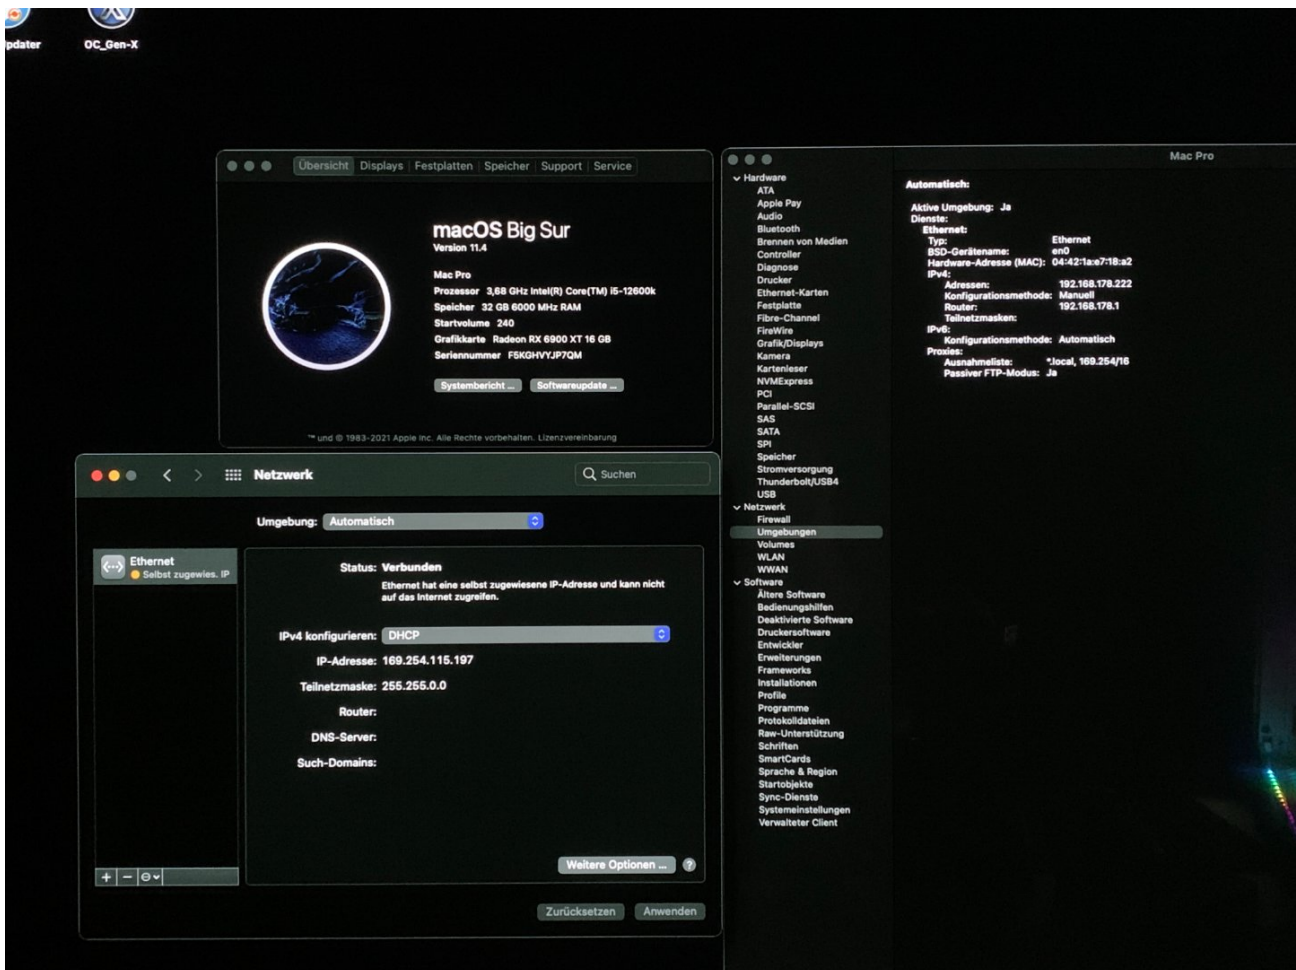 OC_Gen-X
Übersicht Displays Festplatten Speicher Support Service
macOS Big Sur
Version 11.4
Mac Pro
Prozessor 3,68 GHz Intel(R) Core(TM) i5-12600k
Speicher 32 GB 6000 MHz RAM
Startvolume 240
Grafikkarte Radeon RX 6900 XT 16 GB
Seriennummer F5KGHVYJP7QM
Systembericht ... Softwareupdate ...
™ und © 1983-2021 Apple Inc. Alle Rechte vorbehalten. Lizenzvereinbarung
Netzwerk
Suchen
Umgebung: Automatisch
Ethernet
Selbst zugewies. IP
Status: Verbunden
Ethernet hat eine selbst zugewiesene IP-Adresse und kann nicht
auf das Internet zugreifen.
IPv4 konfigurieren: DHCP
IP-Adresse: 169.254.115.197
Teilnetzmaske: 255.255.0.0
Router:
DNS-Server:
Such-Domains:
Weitere Optionen ... ?
Zurücksetzen Anwenden
Mac Pro
Hardware
ATA
Apple Pay
Audio
Bluetooth
Brennen von Medien
Controller
Diagnose
Drucker
Ethernet-Karten
Festplatte
Fibre-Channel
FireWire
Grafik/Displays
Kamera
Kartenleser
NVMExpress
PCI
Parallel-SCSI
SAS
SATA
SPI
Speicher
Stromversorgung
Thunderbolt/USB4
USB
Netzwerk
Firewall
Umgebungen
Volumes
WLAN
WWAN
Software
Ältere Software
Bedienungshilfen
Deaktivierte Software
Druckersoftware
Entwickler
Erweiterungen
Frameworks
Installationen
Profile
Programme
Protokolldateien
Raw-Unterstützung
Schriften
SmartCards
Sprache & Region
Startobjekte
Sync-Dienste
Systemeinstellungen
Verwalteter Client
Automatisch:
Aktive Umgebung: Ja
Dienste:
Ethernet:
Typ: Ethernet
BSD-Gerätename: en0
Hardware-Adresse (MAC): 04:42:1a:e7:18:a2
IPv4:
Adressen: 192.168.178.222
Konfigurationsmethode: Manuell
Router: 192.168.178.1
Teilnetzmasken:
IPv6:
Konfigurationsmethode: Automatisch
Proxies:
Ausnahmeliste: *.local, 169.254/16
Passiver FTP-Modus: Ja